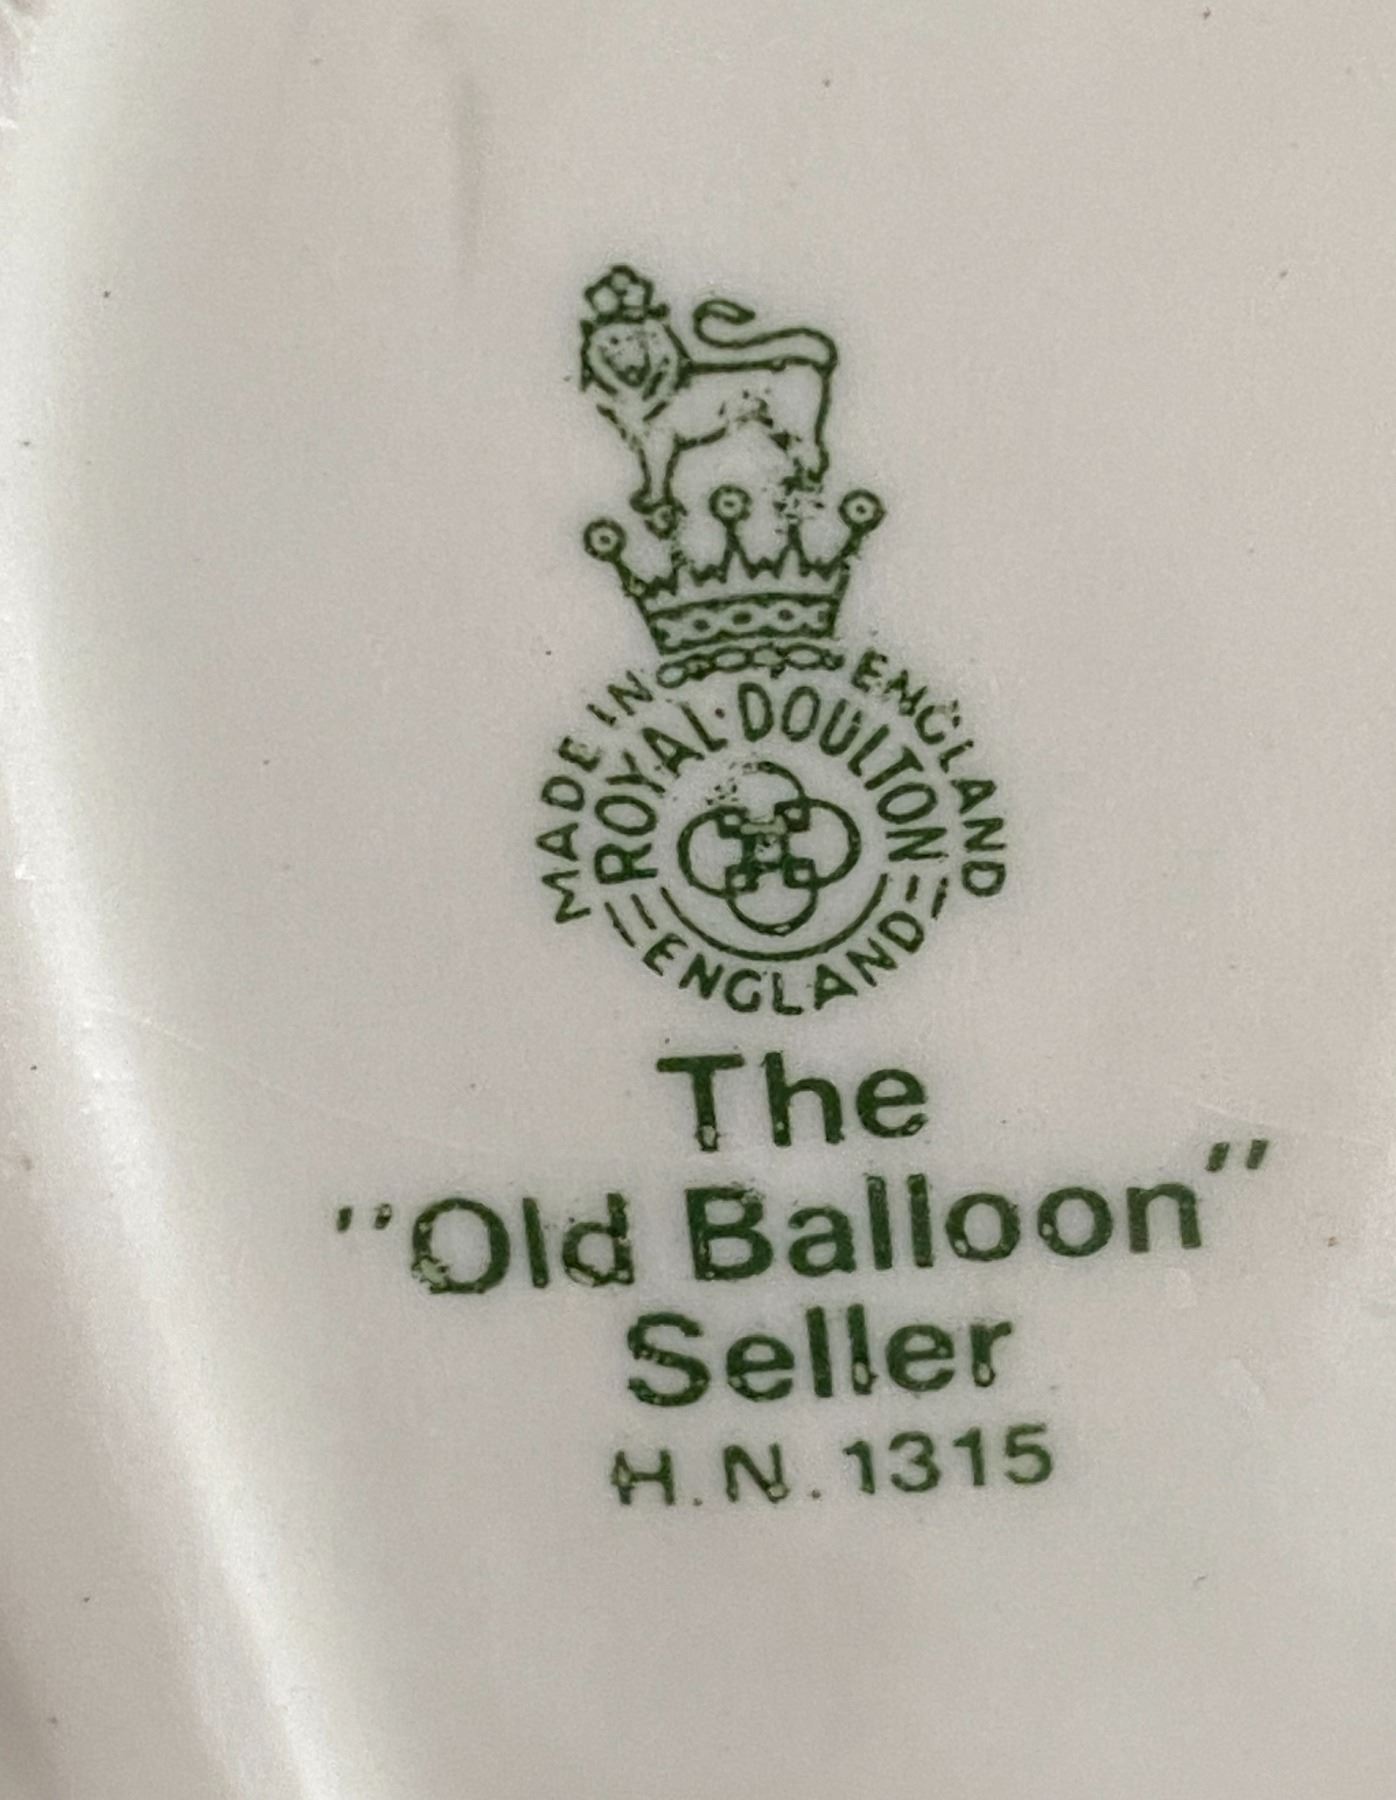 MADE IN ENGLAND
ROYAL·DOULTON
ENGLAND
The
"Old Balloon"
Seller
H.N.1315